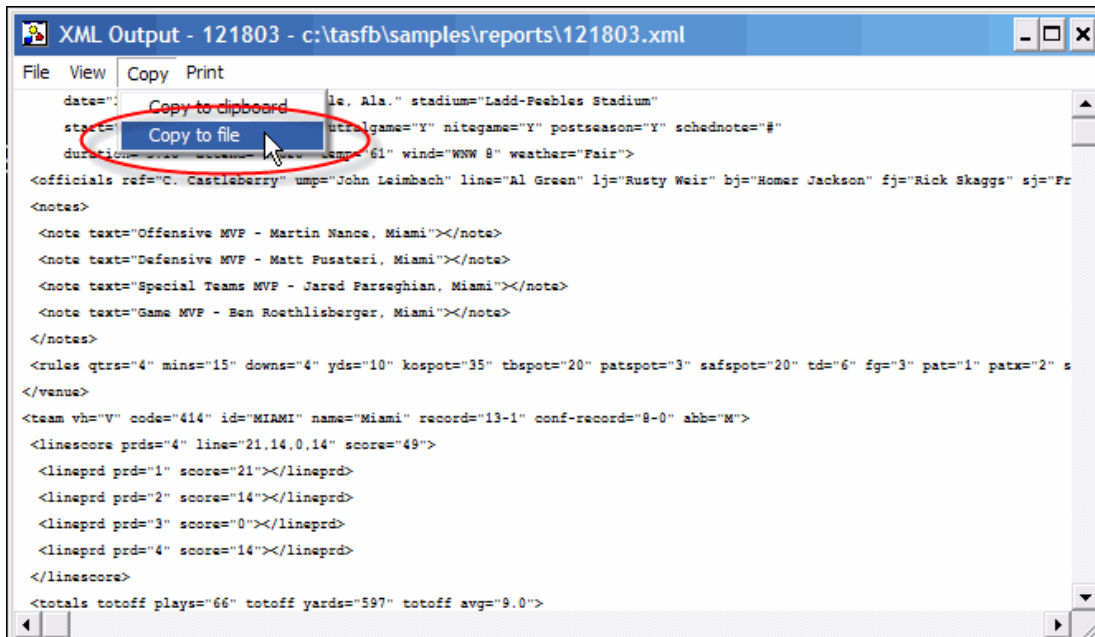 XML Output - 121803 - c:\tasfb\samples\reports\121803.xml
File View Copy Print
Copy to clipboard
Copy to file
date="1 le, Ala." stadium="Ladd-Peebles Stadium"
start=" utralgame="Y" nitegame="Y" postseason="Y" schednote="#"
temp="61" wind="WNW 8" weather="Fair">
<officials ref="C. Castleberry" ump="John Leimbach" line="Al Green" lj="Rusty Weir" bj="Homer Jackson" fj="Rick Skaggs" sj="Fr
<notes>
<note text="Offensive MVP - Martin Nance, Miami"></note>
<note text="Defensive MVP - Matt Pusateri, Miami"></note>
<note text="Special Teams MVP - Jared Parseghian, Miami"></note>
<note text="Game MVP - Ben Roethlisberger, Miami"></note>
</notes>
<rules qtrs="4" mins="15" downs="4" yds="10" kospot="35" tbspot="20" patspot="3" safspot="20" td="6" fg="3" pat="1" patx="2" s
</venue>
<team vh="V" code="414" id="MIAMI" name="Miami" record="13-1" conf-record="8-0" abb="M">
<linescore prds="4" line="21,14,0,14" score="49">
<lineprd prd="1" score="21"></lineprd>
<lineprd prd="2" score="14"></lineprd>
<lineprd prd="3" score="0"></lineprd>
<lineprd prd="4" score="14"></lineprd>
</linescore>
<totals totoff plays="66" totoff yards="597" totoff avg="9.0">